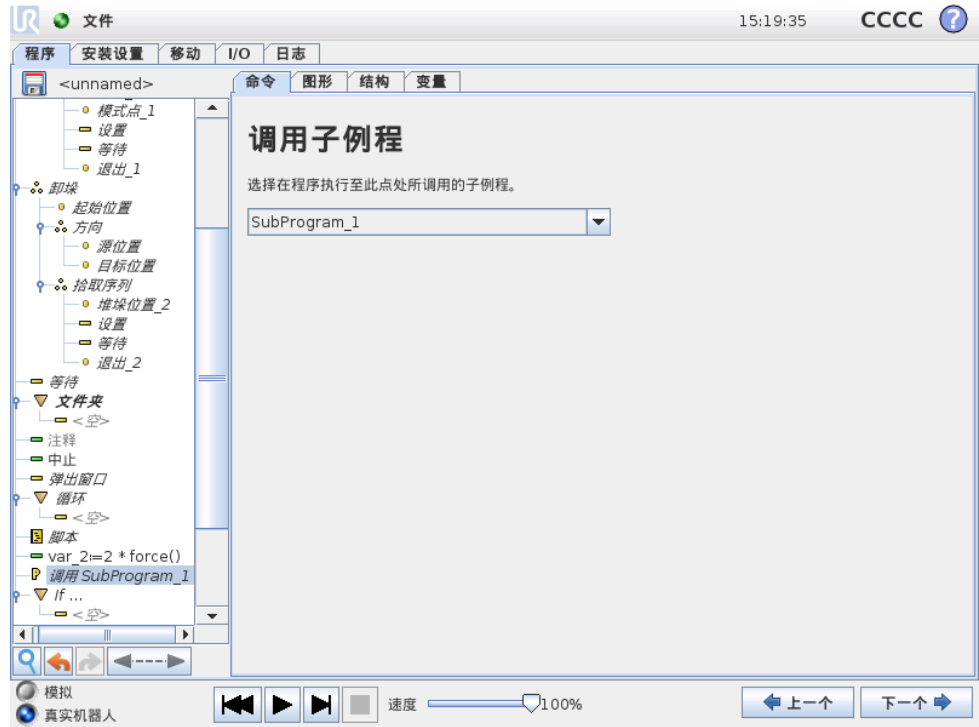 UR 文件 15:19:35 CCCC ?
程序 安装设置 移动 I/O 日志
<unnamed>
命令 图形 结构 变量
模式点_1
设置
等待
退出_1
卸垛
起始位置
方向
源位置
目标位置
拾取序列
堆垛位置_2
设置
等待
退出_2
等待
文件夹
<空>
注释
中止
弹出窗口
循环
<空>
脚本
var_2:=2 * force()
调用 SubProgram_1
If ...
<空>
调用子例程
选择在程序执行至此点处所调用的子例程。
SubProgram_1
模拟
真实机器人
速度 100%
上一个 下一个